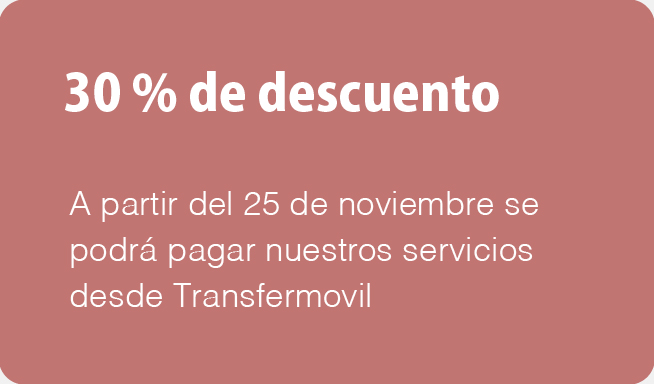 30 % de descuento
A partir del 25 de noviembre se
podrá pagar nuestros servicios
desde Transfermovil